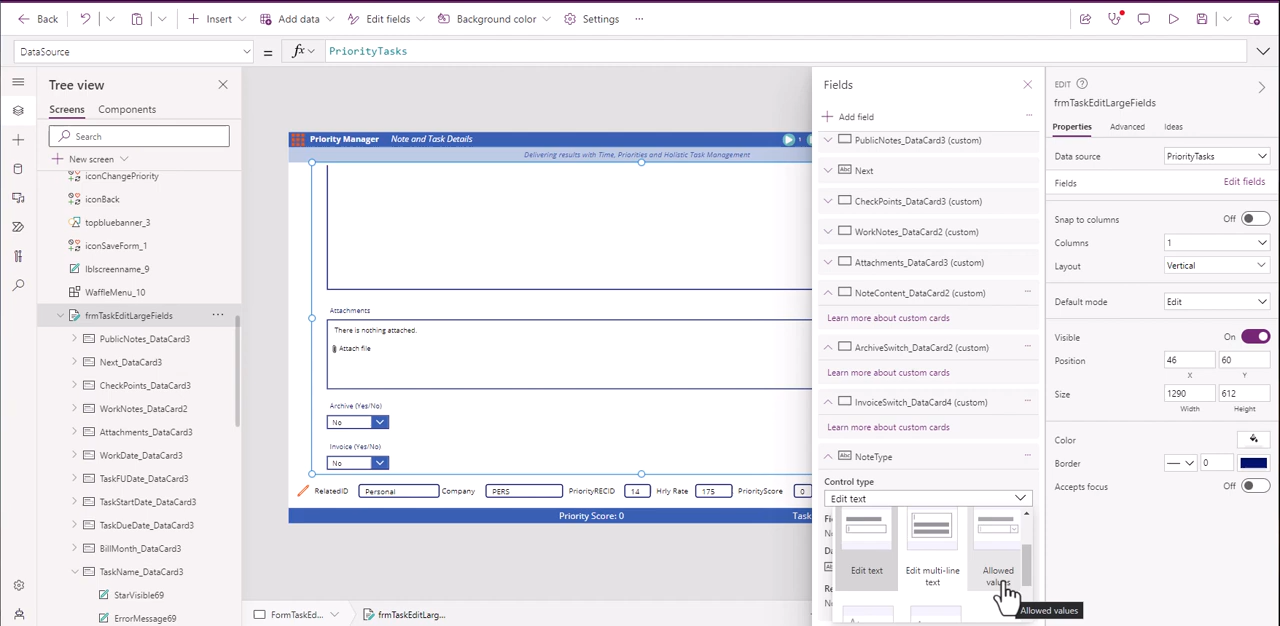 Back
Insert
Add data
Edit fields
Background color
Settings
DataSource
=
fx
PriorityTasks
Tree view
Screens
Components
Search
New screen
iconChangePriority
iconBack
topbluebanner_3
iconSaveForm_1
lblscreenname_9
WaffleMenu_10
frmTaskEditLargeFields
PublicNotes_DataCard3
Next_DataCard3
CheckPoints_DataCard3
WorkNotes_DataCard2
Attachments_DataCard3
WorkDate_DataCard3
TaskFUDate_DataCard3
TaskStartDate_DataCard3
TaskDueDate_DataCard3
BillMonth_DataCard3
TaskName_DataCard3
StarVisible69
ErrorMessage69
Priority Manager Note and Task Details
1
Delivering results with Time, Priorities and Holistic Task Management
Attachments
There is nothing attached.
Attach file
Archive (Yes/No)
No
Invoice (Yes/No)
No
RelatedID Personal Company PERS PriorityRECID 14 Hrly Rate 175 PriorityScore 0
Priority Score: 0 Task
FormTaskEd...
frmTaskEditLarg...
Fields
Add field
PublicNotes_DataCard3 (custom)
Abc Next
CheckPoints_DataCard3 (custom)
WorkNotes_DataCard2 (custom)
Attachments_DataCard3 (custom)
NoteContent_DataCard2 (custom)
Learn more about custom cards
ArchiveSwitch_DataCard2 (custom)
Learn more about custom cards
InvoiceSwitch_DataCard4 (custom)
Learn more about custom cards
Abc NoteType
Control type
Edit text
Edit text
Edit multi-line
text
Allowed
values
Allowed values
EDIT
frmTaskEditLargeFields
Properties
Advanced
Ideas
Data source PriorityTasks
Fields Edit fields
Snap to columns Off
Columns 1
Layout Vertical
Default mode Edit
Visible On
Position 46 60
X Y
Size 1290 612
Width Height
Color
Border 0
Accepts focus Off